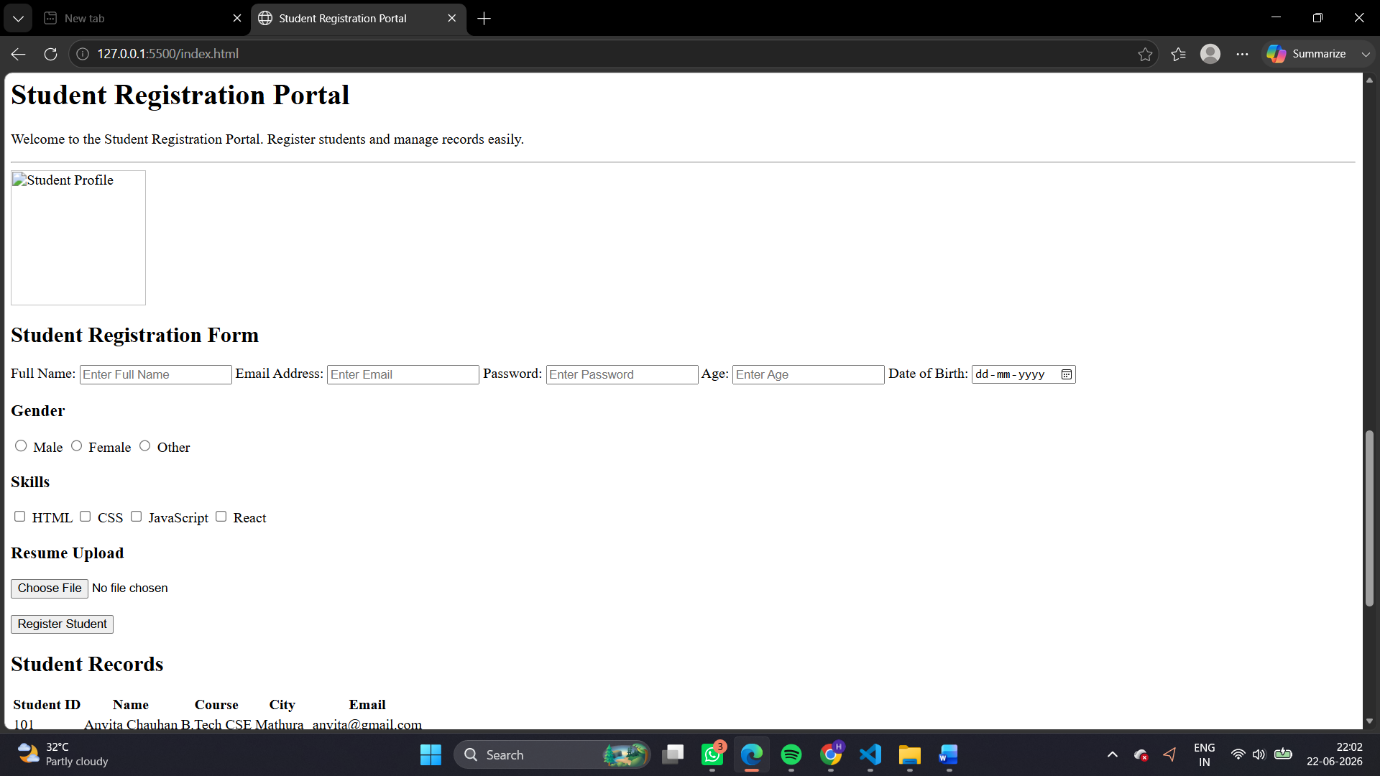 New tab
Student Registration Portal
127.0.0.1:5500/index.html
Summarize
Student Registration Portal
Welcome to the Student Registration Portal. Register students and manage records easily.
Student Profile
Student Registration Form
Full Name: Enter Full Name Email Address: Enter Email Password: Enter Password Age: Enter Age Date of Birth: dd-mm-yyyy
Gender
Male Female Other
Skills
HTML CSS JavaScript React
Resume Upload
Choose File No file chosen
Register Student
Student Records
Student ID Name Course City Email
101 Anvita Chauhan B.Tech CSE Mathura anvita@gmail.com
32°C
Partly cloudy
Search
3
H
W
ENG
IN
22:02
22-06-2026